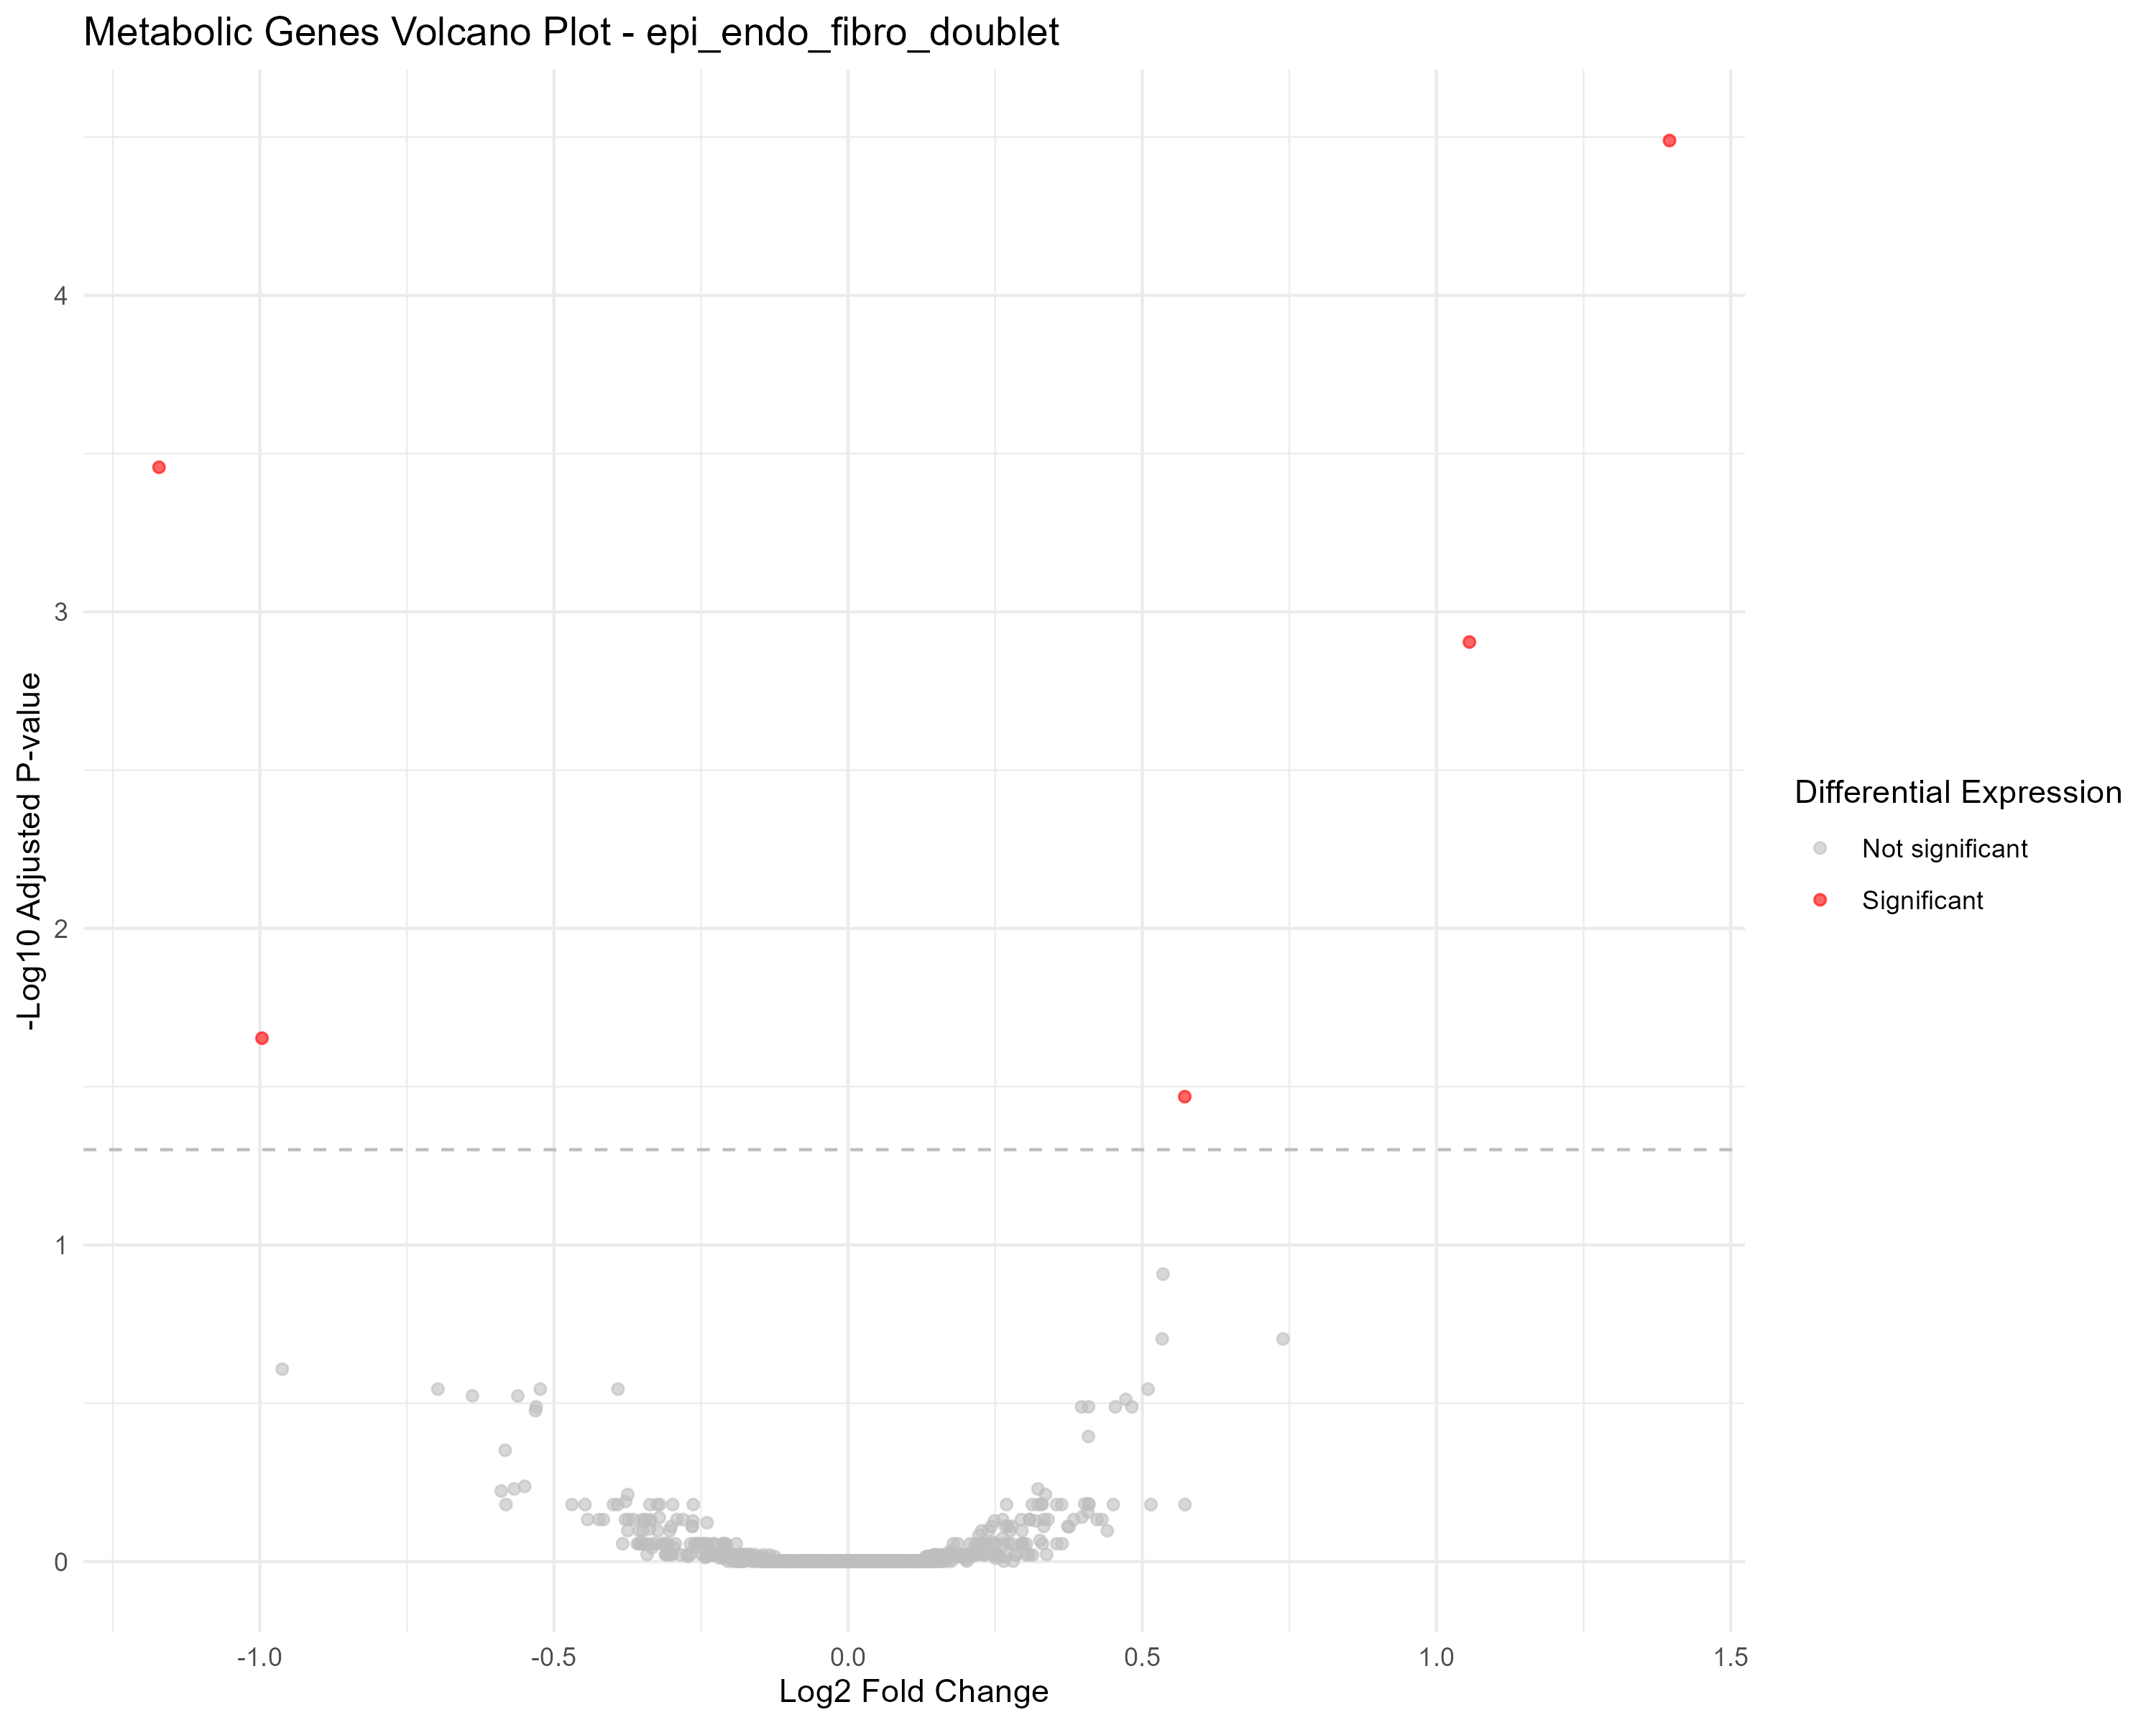 Metabolic Genes Volcano Plot - epi_endo_fibro_doublet
-Log10 Adjusted P-value
4
3
2
1
0
-1.0
-0.5
0.0
0.5
1.0
1.5
Log2 Fold Change
Differential Expression
Not significant
Significant